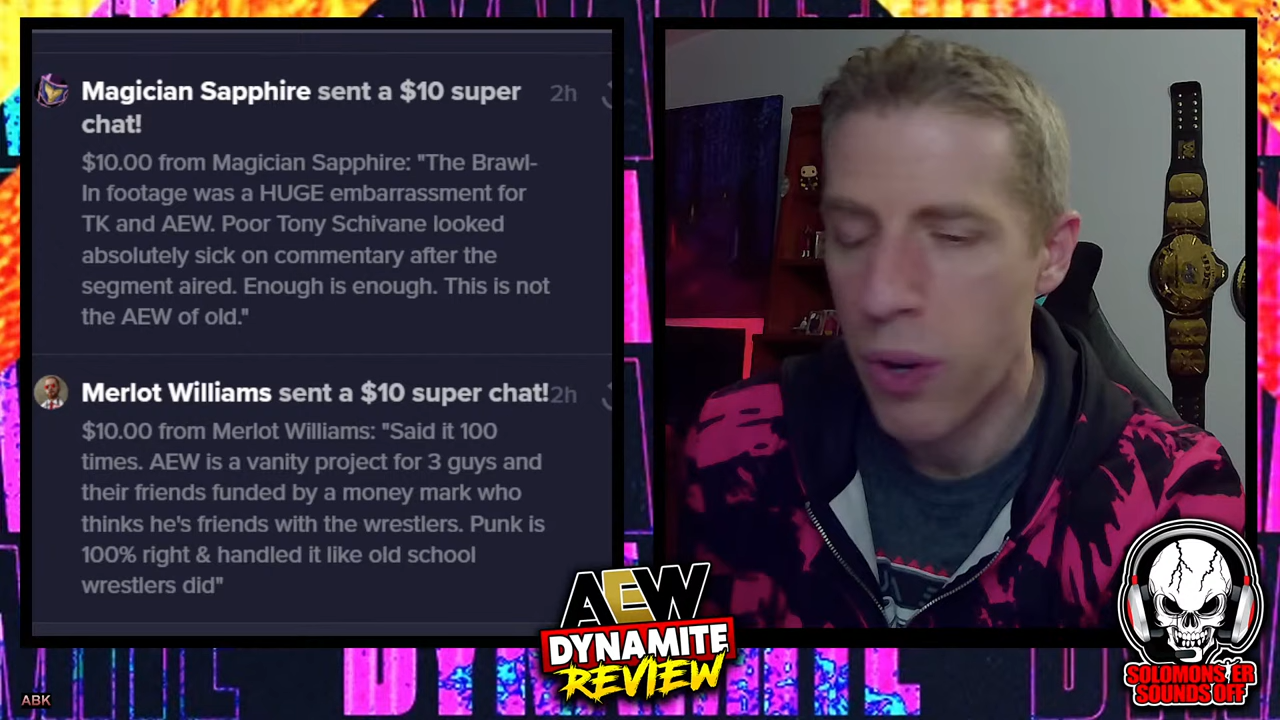 Magician Sapphire sent a $10 super 2h
chat!
$10.00 from Magician Sapphire: "The Brawl-
In footage was a HUGE embarrassment for
TK and AEW. Poor Tony Schivane looked
absolutely sick on commentary after the
segment aired. Enough is enough. This is not
the AEW of old."
Merlot Williams sent a $10 super chat! 2h
$10.00 from Merlot Williams: "Said it 100
times. AEW is a vanity project for 3 guys and
their friends funded by a money mark who
thinks he's friends with the wrestlers. Punk is
100% right & handled it like old school
wrestlers did"
AEW
DYNAMITE
REVIEW
SOLOMONSTER
SOUNDS OFF
ABK